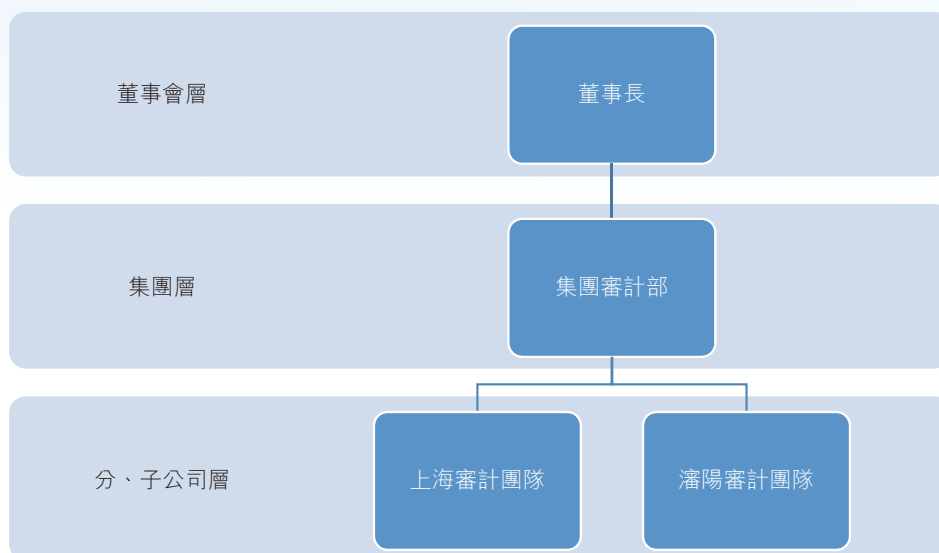 董事會層
董事長
集團層
集團審計部
分、子公司層
上海審計團隊
瀋陽審計團隊